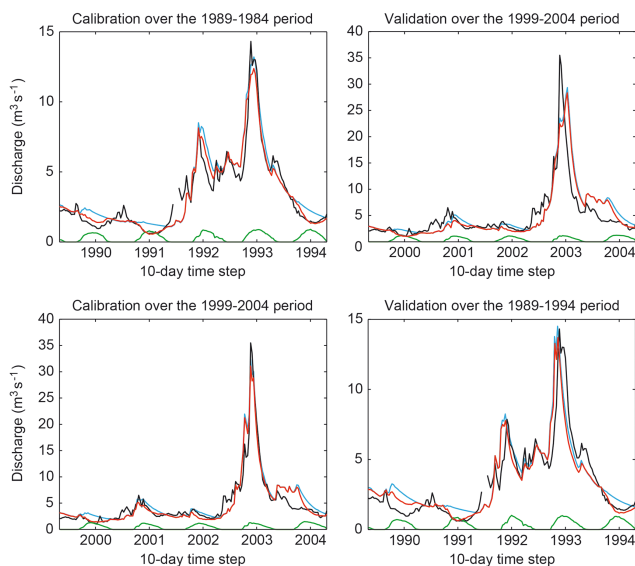 Calibration over the 1989-1984 period
Validation over the 1999-2004 period
Discharge (m³ s⁻¹)
15
10
5
0
40
35
30
25
20
15
10
5
0
1990 1991 1992 1993 1994
2000 2001 2002 2003 2004
10-day time step
10-day time step
Calibration over the 1999-2004 period
Validation over the 1989-1994 period
Discharge (m³ s⁻¹)
40
35
30
25
20
15
10
5
0
15
10
5
0
2000 2001 2002 2003 2004
1990 1991 1992 1993 1994
10-day time step
10-day time step